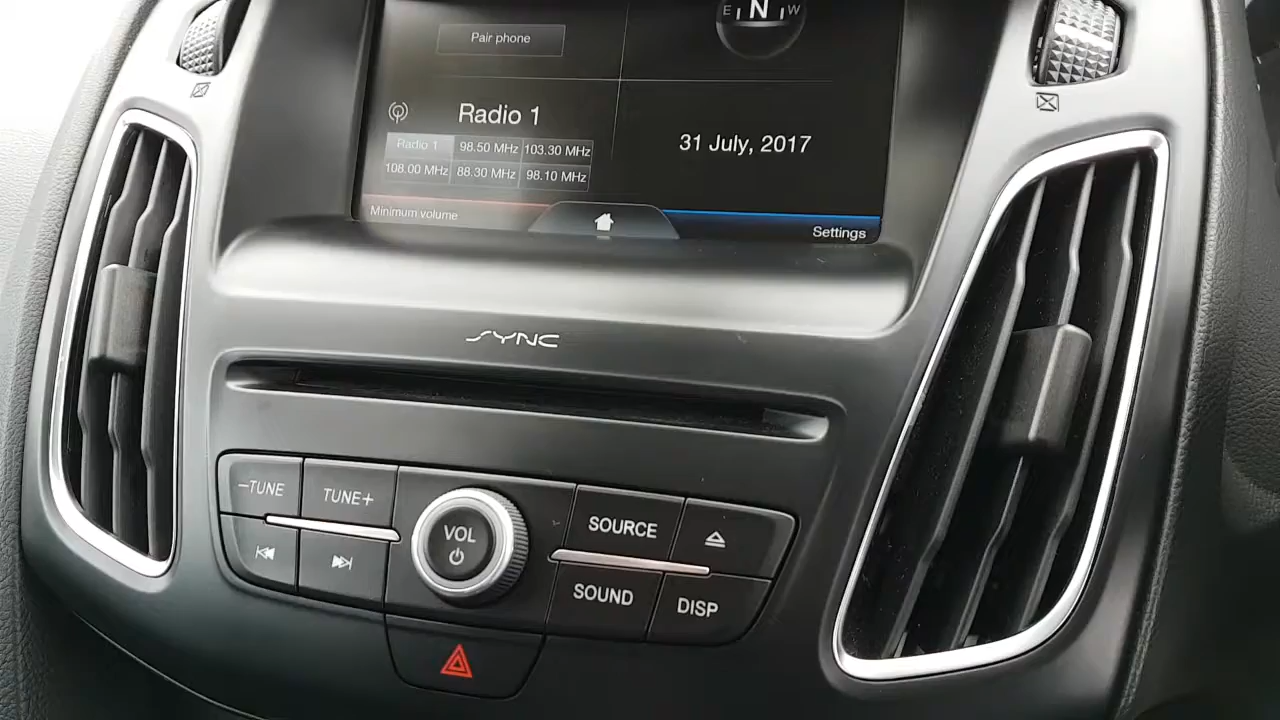 E N W
Pair phone
Radio 1
Radio 1 98.50 MHz 103.30 MHz
108.00 MHz 88.30 MHz 98.10 MHz
31 July, 2017
Minimum volume
Settings
SYNC
–TUNE TUNE+
VOL
SOURCE
SOUND
DISP